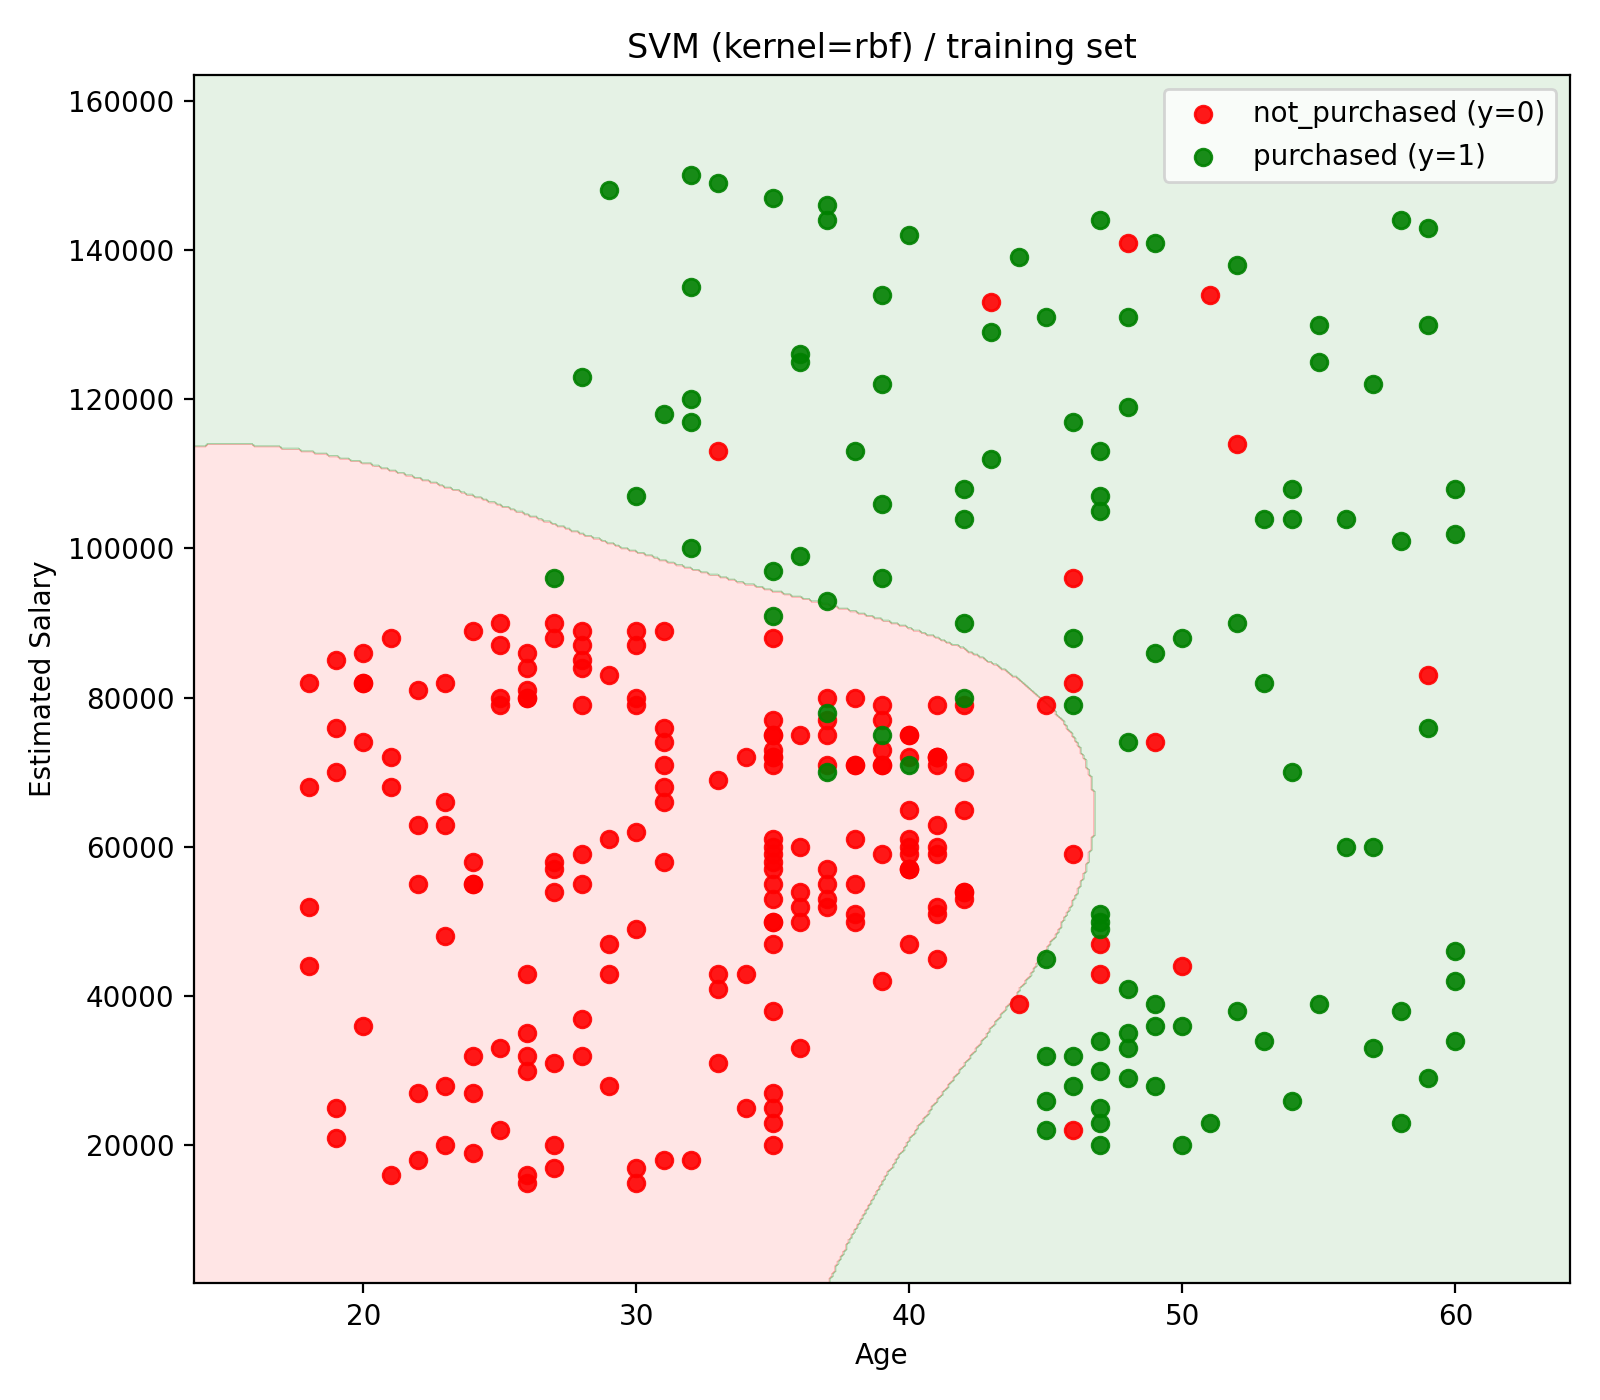 SVM (kernel=rbf) / training set
not_purchased (y=0)
purchased (y=1)
160000
140000
120000
100000
80000
60000
40000
20000
Estimated Salary
20 30 40 50 60
Age